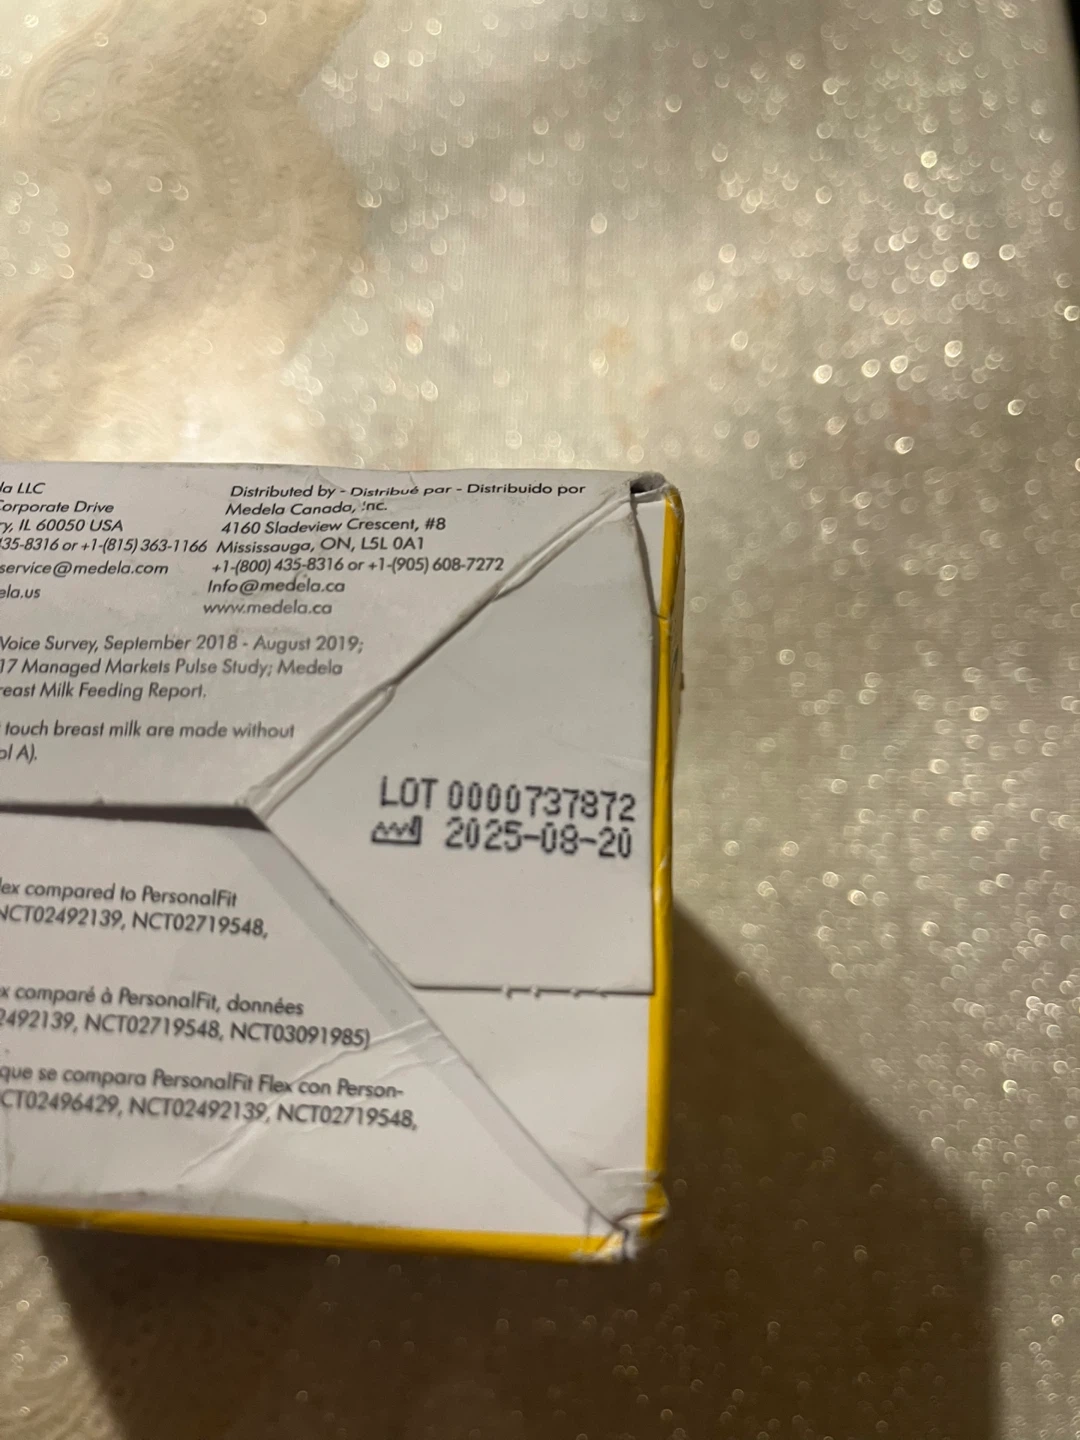 la LLC
Corporate Drive
y, IL 60050 USA
435-8316 or +1-(815) 363-1166
service@medela.com
ela.us
Distributed by - Distribué par - Distribuido por
Medela Canada, Inc.
4160 Sladeview Crescent, #8
Mississauga, ON, L5L 0A1
+1-(800) 435-8316 or +1-(905) 608-7272
Info@medela.ca
www.medela.ca
Voice Survey, September 2018 - August 2019;
17 Managed Markets Pulse Study; Medela
reast Milk Feeding Report.
touch breast milk are made without
ol A).
LOT 0000737872
2025-08-20
lex compared to PersonalFit
NCT02492139, NCT02719548,
x comparé à PersonalFit, données
2492139, NCT02719548, NCT03091985)
que se compara PersonalFit Flex con Person-
CT02496429, NCT02492139, NCT02719548,